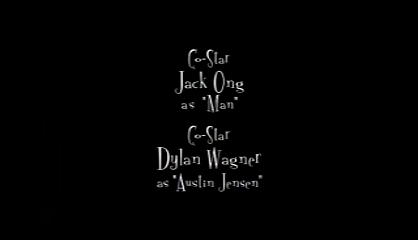 Co-Star
Jack Ong
as "Man"
Co-Star
Dylan Wagner
as "Austin Jensen"